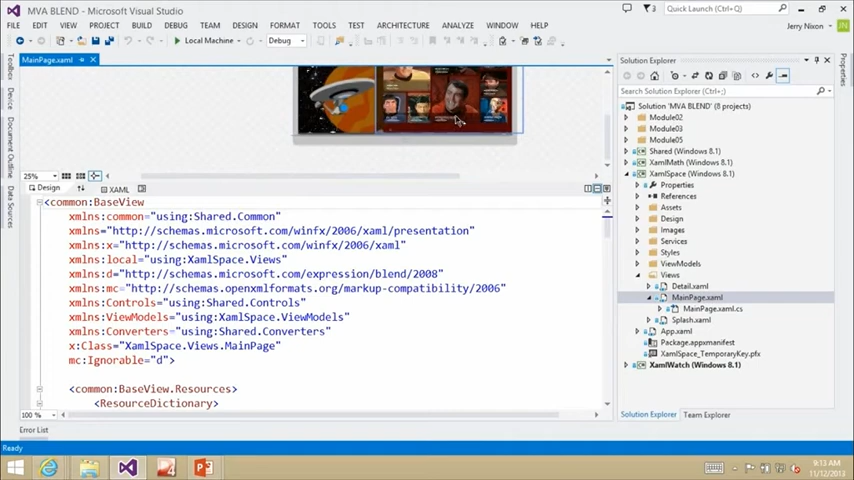 MVA BLEND - Microsoft Visual Studio
3
Quick Launch (Ctrl+Q)
FILE EDIT VIEW PROJECT BUILD DEBUG TEAM DESIGN FORMAT TOOLS TEST ARCHITECTURE ANALYZE WINDOW HELP
Jerry Nixon
JN
Local Machine
Debug
MainPage.xaml
Toolbox
Device
Document Outline
Data Sources
25%
Design
XAML
<common:BaseView
xmlns:common="using:Shared.Common"
xmlns="http://schemas.microsoft.com/winfx/2006/xaml/presentation"
xmlns:x="http://schemas.microsoft.com/winfx/2006/xaml"
xmlns:local="using:XamlSpace.Views"
xmlns:d="http://schemas.microsoft.com/expression/blend/2008"
xmlns:mc="http://schemas.openxmlformats.org/markup-compatibility/2006"
xmlns:Controls="using:Shared.Controls"
xmlns:ViewModels="using:XamlSpace.ViewModels"
xmlns:Converters="using:Shared.Converters"
x:Class="XamlSpace.Views.MainPage"
mc:Ignorable="d">
<common:BaseView.Resources>
<ResourceDictionary>
100 %
Solution Explorer
Search Solution Explorer (Ctrl+;)
Solution 'MVA BLEND' (8 projects)
Module02
Module03
Module05
Shared (Windows 8.1)
XamlMath (Windows 8.1)
XamlSpace (Windows 8.1)
Properties
References
Assets
Design
Images
Services
Styles
ViewModels
Views
Detail.xaml
MainPage.xaml
MainPage.xaml.cs
Splash.xaml
App.xaml
Package.appxmanifest
XamlSpace_TemporaryKey.pfx
XamlWatch (Windows 8.1)
Solution Explorer Team Explorer
Properties
Error List
Ready
9:13 AM
11/12/2013